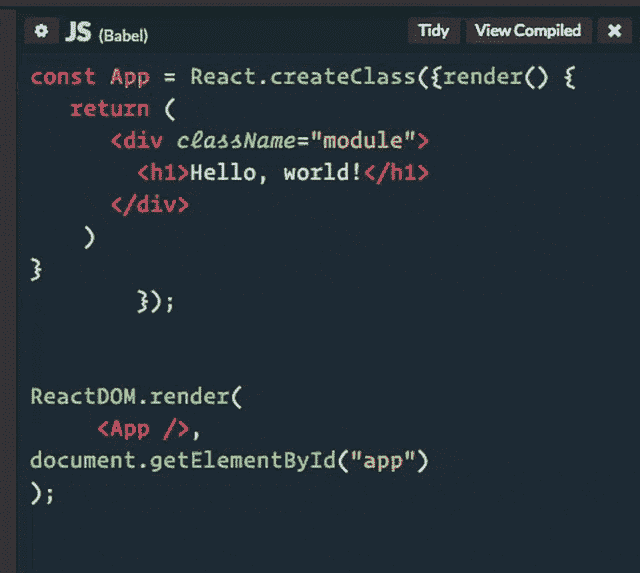 JS (Babel) Tidy View Compiled ✖
const App = React.createClass({render() {
   return (
      <div className="module">
        <h1>Hello, world!</h1>
      </div>
    )
}
        });
ReactDOM.render(
     <App />,
document.getElementById("app")
);